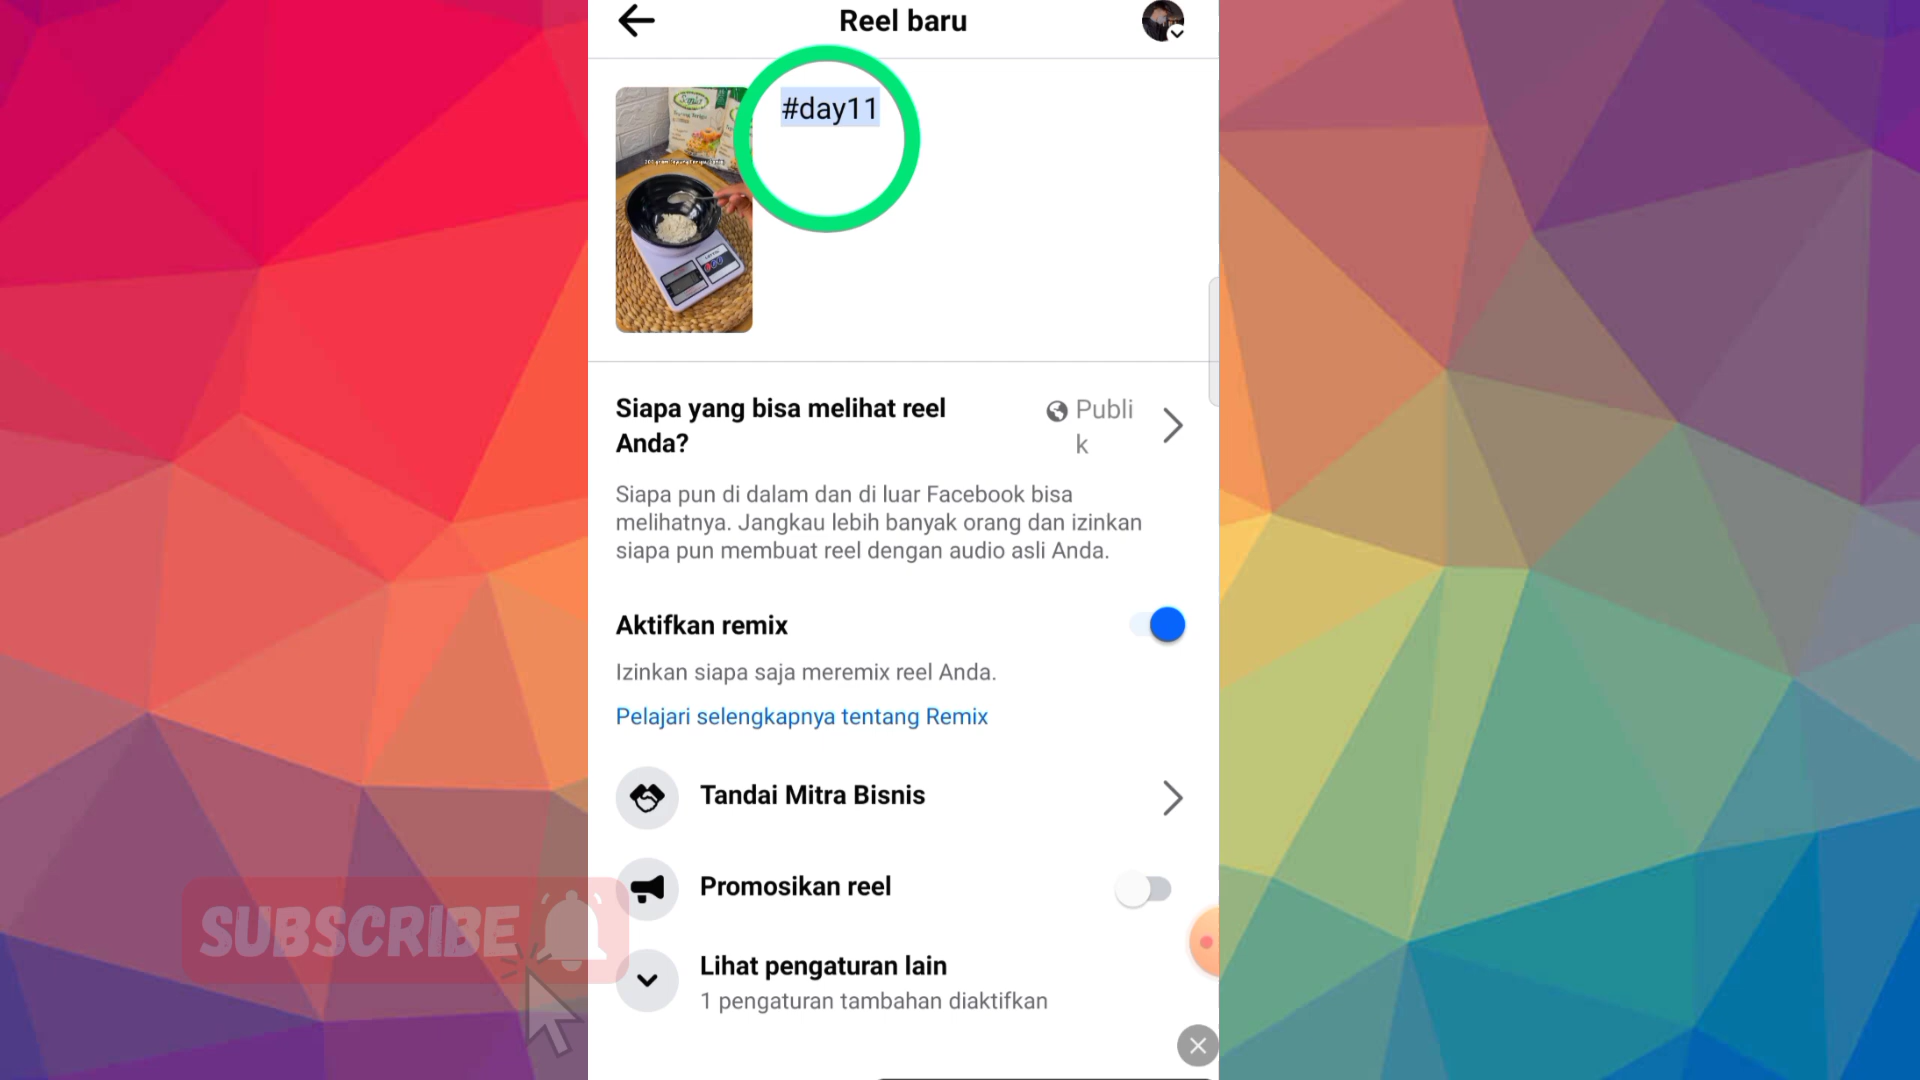 Reel baru
#day11
Siapa yang bisa melihat reel
Anda?
Publi
k
Siapa pun di dalam dan di luar Facebook bisa
melihatnya. Jangkau lebih banyak orang dan izinkan
siapa pun membuat reel dengan audio asli Anda.
Aktifkan remix
Izinkan siapa saja meremix reel Anda.
Pelajari selengkapnya tentang Remix
Tandai Mitra Bisnis
Promosikan reel
Lihat pengaturan lain
1 pengaturan tambahan diaktifkan
SUBSCRIBE